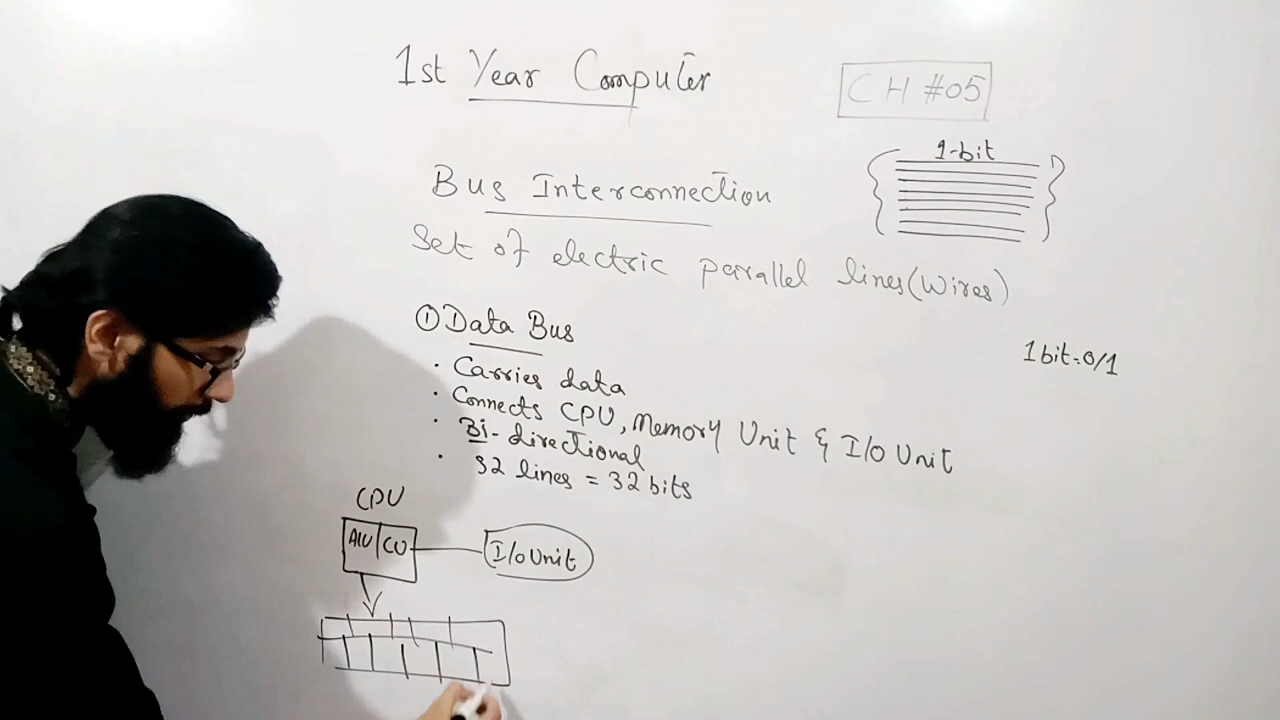 1st Year Computer
CH #05
1-bit
Bus Interconnection
Set of electric parallel lines (Wires)
① Data Bus
1 bit = 0/1
· Carries data
· Connects CPU, Memory Unit & I/O Unit
· Bi-directional
· 32 lines = 32 bits
CPU
ALU CU
I/O Unit